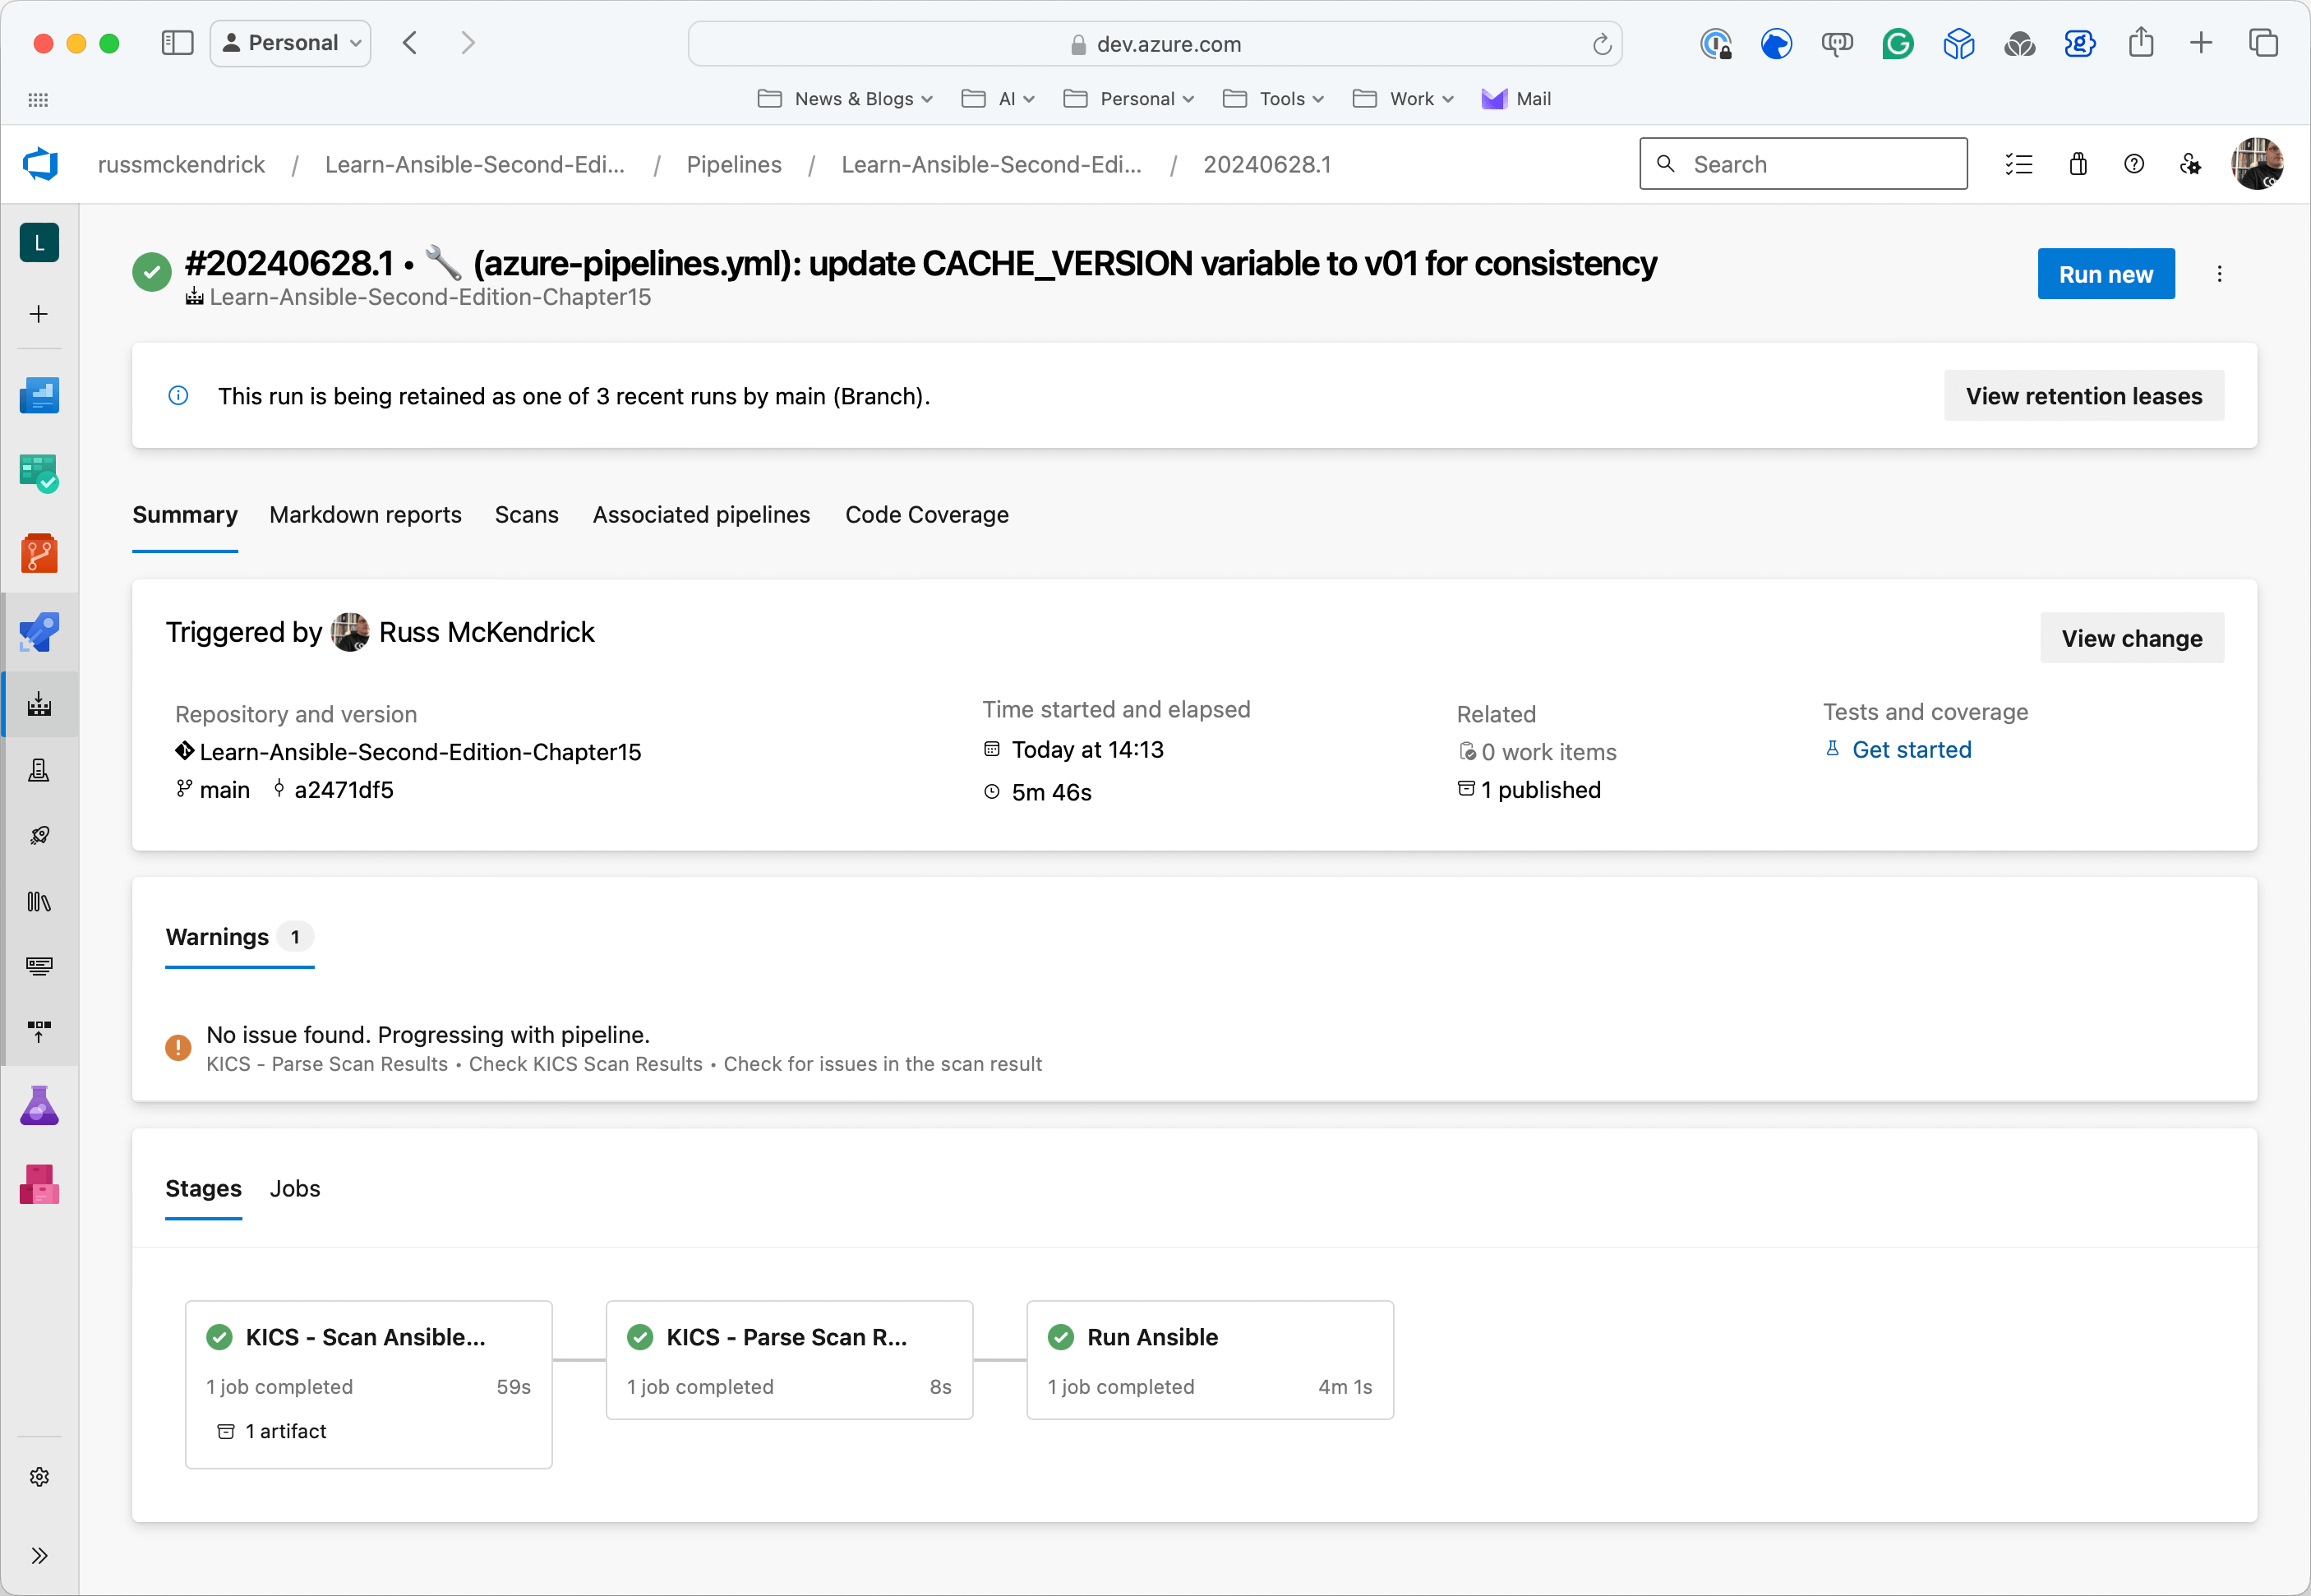 Personal
dev.azure.com
News & Blogs
AI
Personal
Tools
Work
Mail
russmckendrick / Learn-Ansible-Second-Edi... / Pipelines / Learn-Ansible-Second-Edi... / 20240628.1
Search
L
#20240628.1 • 🔧 (azure-pipelines.yml): update CACHE_VERSION variable to v01 for consistency
Learn-Ansible-Second-Edition-Chapter15
Run new
This run is being retained as one of 3 recent runs by main (Branch).
View retention leases
Summary
Markdown reports
Scans
Associated pipelines
Code Coverage
Triggered by Russ McKendrick
View change
Repository and version
Learn-Ansible-Second-Edition-Chapter15
main a2471df5
Time started and elapsed
Today at 14:13
5m 46s
Related
0 work items
1 published
Tests and coverage
Get started
Warnings 1
No issue found. Progressing with pipeline.
KICS - Parse Scan Results • Check KICS Scan Results • Check for issues in the scan result
Stages
Jobs
KICS - Scan Ansible...
1 job completed 59s
1 artifact
KICS - Parse Scan R...
1 job completed 8s
Run Ansible
1 job completed 4m 1s